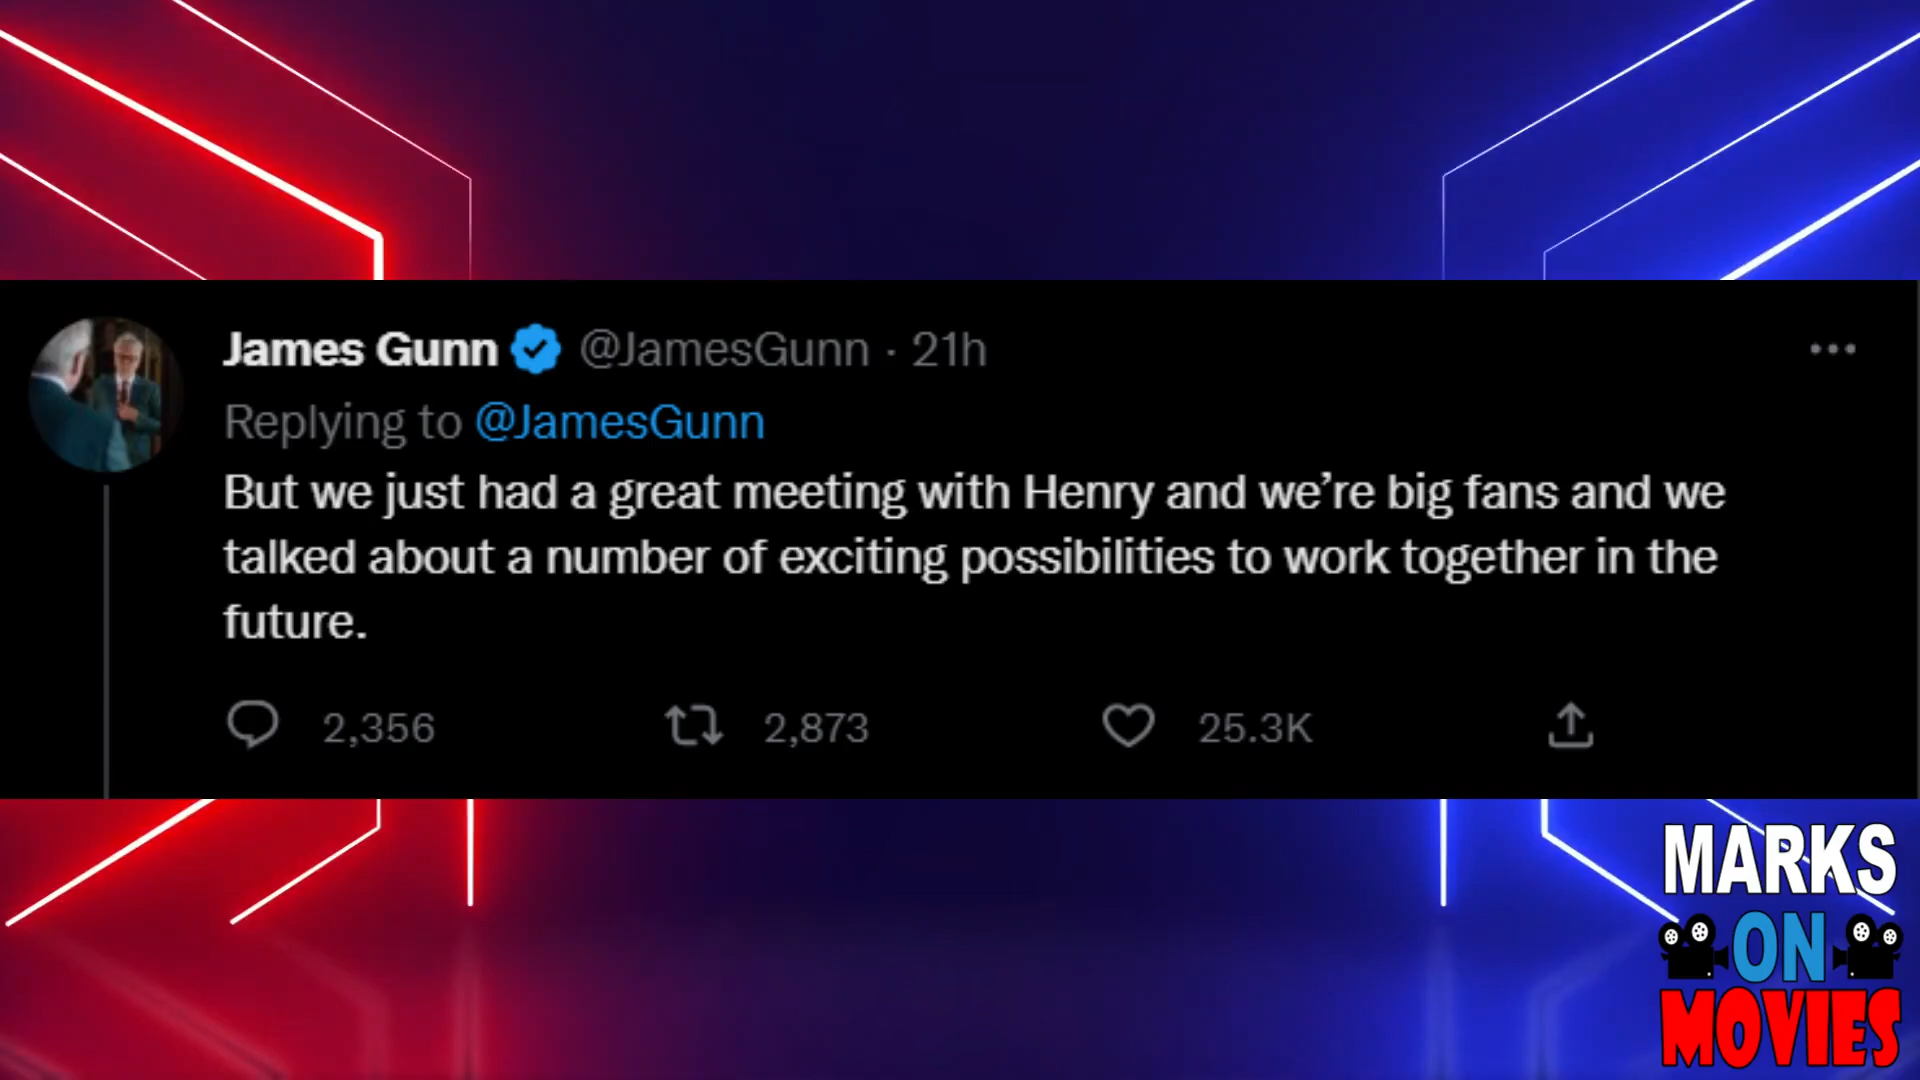 James Gunn @JamesGunn · 21h
Replying to @JamesGunn
But we just had a great meeting with Henry and we’re big fans and we
talked about a number of exciting possibilities to work together in the
future.
2,356 2,873 25.3K
MARKS
ON
MOVIES